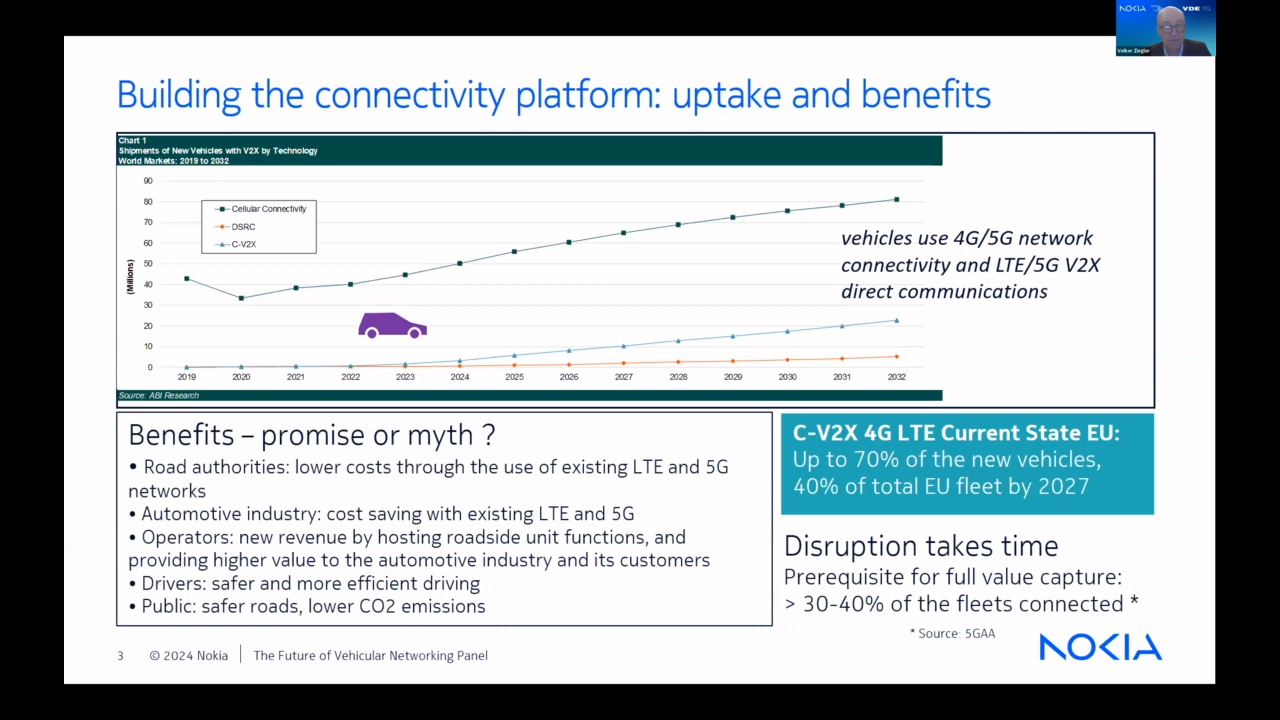 NOKIA
VDE
Volker Ziegler
Building the connectivity platform: uptake and benefits
Chart 1
Shipments of New Vehicles with V2X by Technology
World Markets: 2019 to 2032
90
80
70
60
50
40
30
20
10
0
(Millions)
Cellular Connectivity
DSRC
C-V2X
2019 2020 2021 2022 2023 2024 2025 2026 2027 2028 2029 2030 2031 2032
Source: ABI Research
vehicles use 4G/5G network
connectivity and LTE/5G V2X
direct communications
Benefits – promise or myth ?
• Road authorities: lower costs through the use of existing LTE and 5G
networks
• Automotive industry: cost saving with existing LTE and 5G
• Operators: new revenue by hosting roadside unit functions, and
providing higher value to the automotive industry and its customers
• Drivers: safer and more efficient driving
• Public: safer roads, lower CO2 emissions
C-V2X 4G LTE Current State EU:
Up to 70% of the new vehicles,
40% of total EU fleet by 2027
Disruption takes time
Prerequisite for full value capture:
> 30-40% of the fleets connected *
* Source: 5GAA
3 © 2024 Nokia | The Future of Vehicular Networking Panel
NOKIA